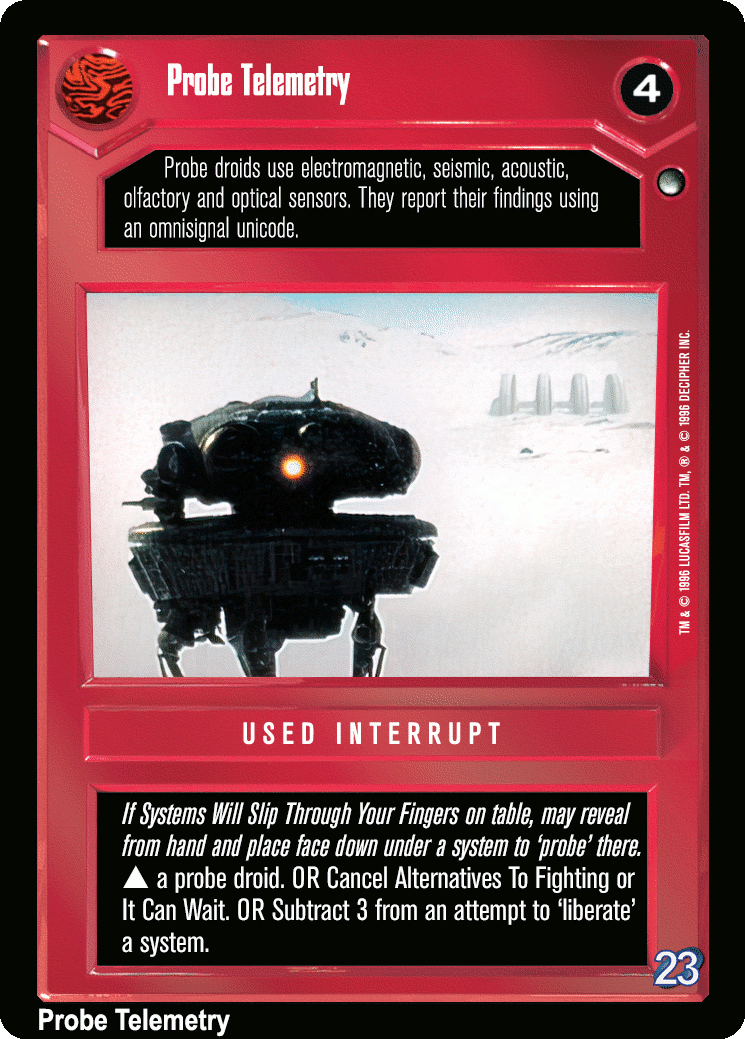 Probe Telemetry
4
Probe droids use electromagnetic, seismic, acoustic,
olfactory and optical sensors. They report their findings using
an omnisignal unicode.
TM & © 1996 LUCASFILM LTD. TM, ® & © 1996 DECIPHER INC.
USED INTERRUPT
If Systems Will Slip Through Your Fingers on table, may reveal
from hand and place face down under a system to ‘probe’ there.
▲ a probe droid. OR Cancel Alternatives To Fighting or
It Can Wait. OR Subtract 3 from an attempt to ‘liberate’
a system.
23
Probe Telemetry